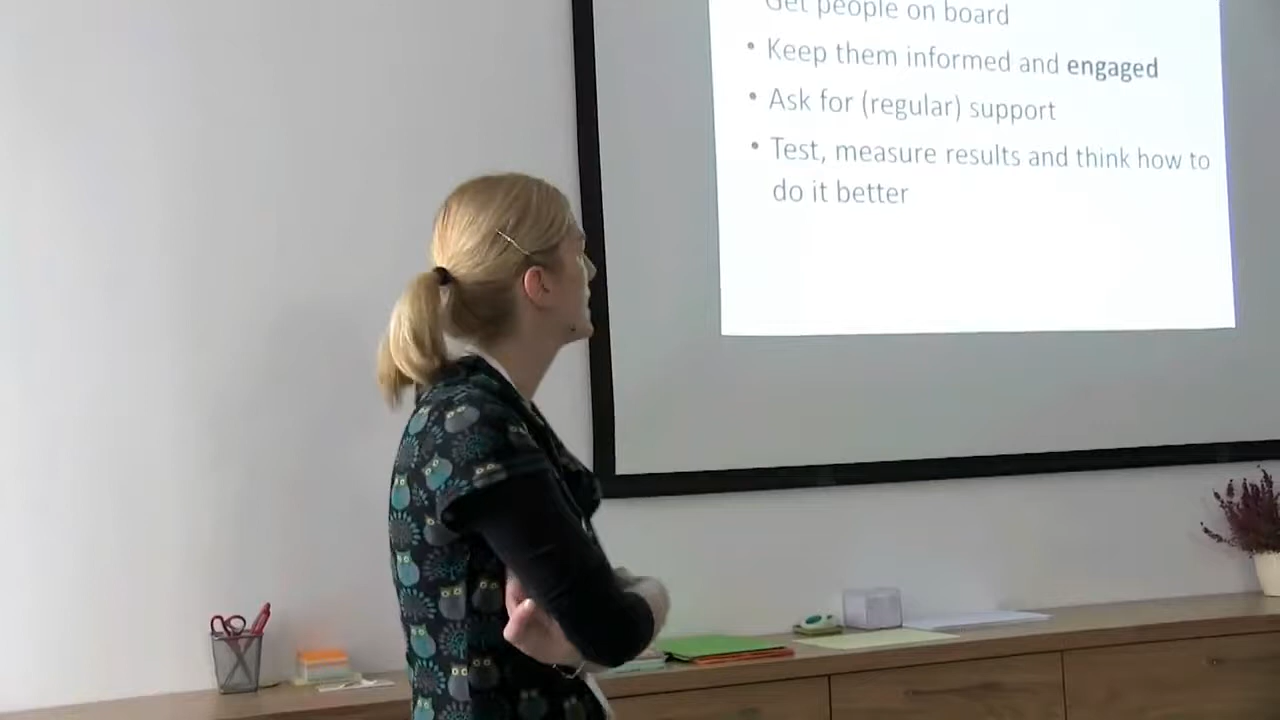 Get people on board
• Keep them informed and engaged
• Ask for (regular) support
• Test, measure results and think how to
do it better